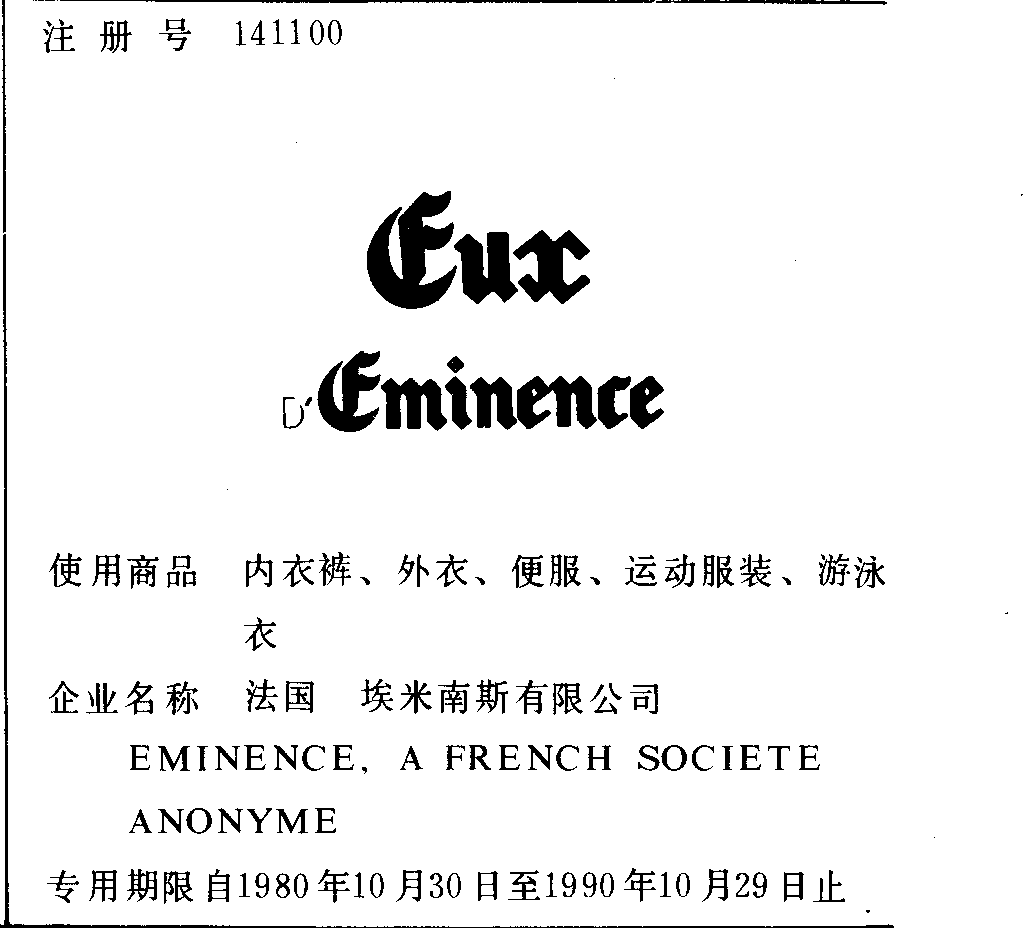 注册号 141100
Eux
D'Eminence
使用商品 内衣裤、外衣、便服、运动服装、游泳
衣
企业名称 法国 埃米南斯有限公司
EMINENCE, A FRENCH SOCIETE
ANONYME
专用期限自1980年10月30日至1990年10月29日止